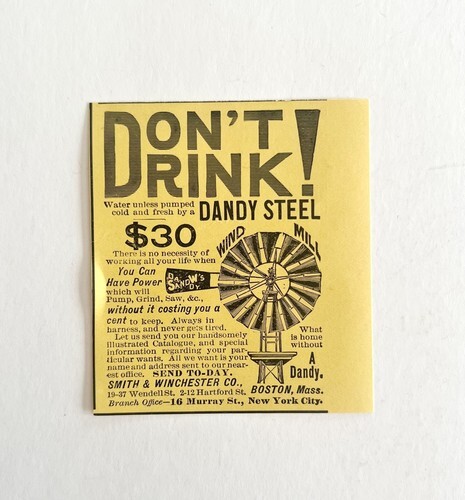 DON'T
DRINK!
Water unless pumped
cold and fresh by a DANDY STEEL
$30
WIND MILL
There is no necessity of
working all your life when
You Can
Have Power
which will
Pump, Grind, Saw, &c.,
without it costing you a
cent to keep. Always in
harness, and never gets tired.
Let us send you our handsomely
illustrated Catalogue, and special
information regarding your par-
ticular wants. All we want is your
name and address sent to our near-
est office. SEND TO-DAY.
What
is home
without
A
Dandy.
SMITH & WINCHESTER CO.,
19-37 Wendell St. 2-12 Hartford St. BOSTON, Mass.
Branch Office—16 Murray St., New York City.